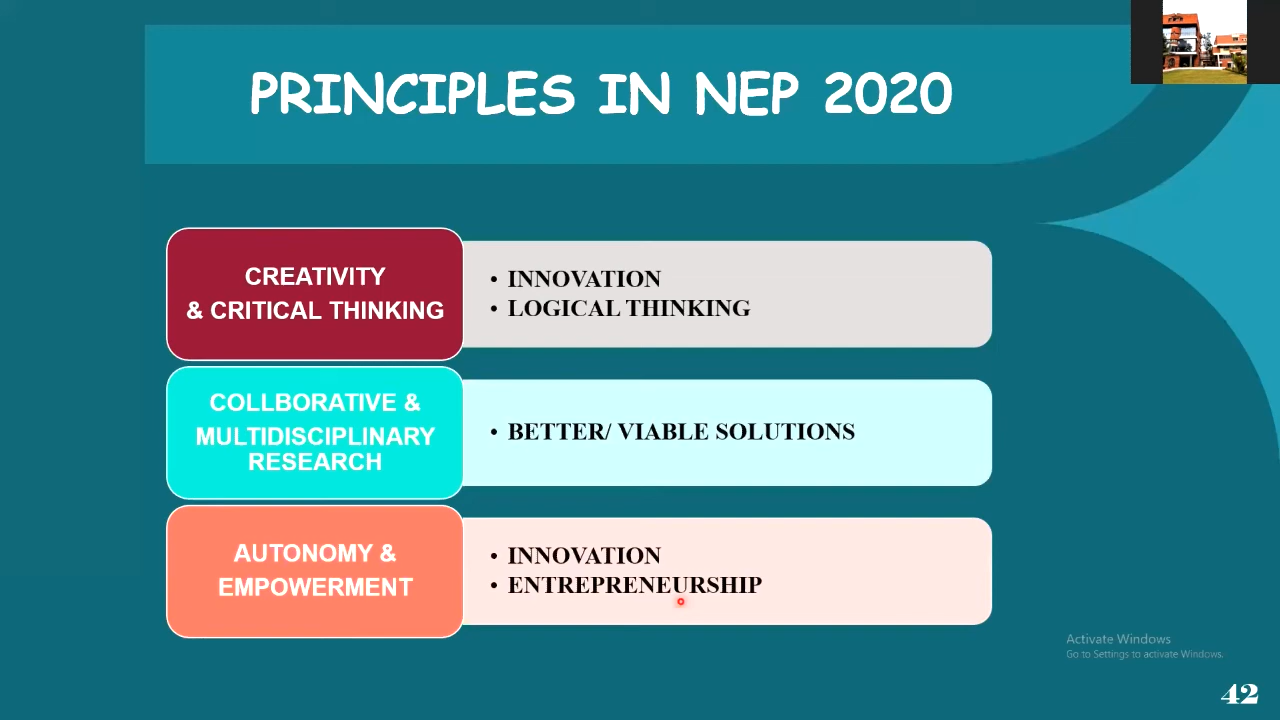 PRINCIPLES IN NEP 2020
CREATIVITY
& CRITICAL THINKING
• INNOVATION
• LOGICAL THINKING
COLLBORATIVE &
MULTIDISCIPLINARY
RESEARCH
• BETTER/ VIABLE SOLUTIONS
AUTONOMY &
EMPOWERMENT
• INNOVATION
• ENTREPRENEURSHIP
Activate Windows
Go to Settings to activate Windows.
42